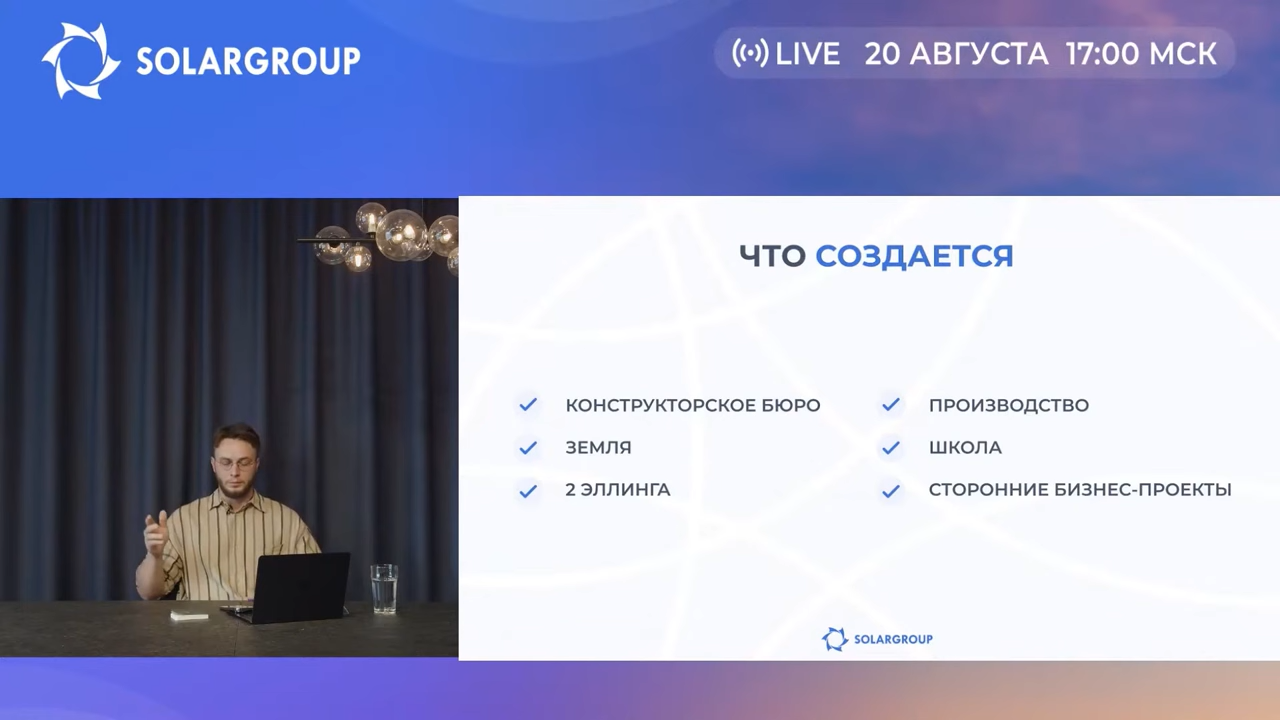 SOLARGROUP
LIVE 20 АВГУСТА 17:00 МСК
ЧТО СОЗДАЕТСЯ
КОНСТРУКТОРСКОЕ БЮРО
ЗЕМЛЯ
2 ЭЛЛИНГА
ПРОИЗВОДСТВО
ШКОЛА
СТОРОННИЕ БИЗНЕС-ПРОЕКТЫ
SOLARGROUP